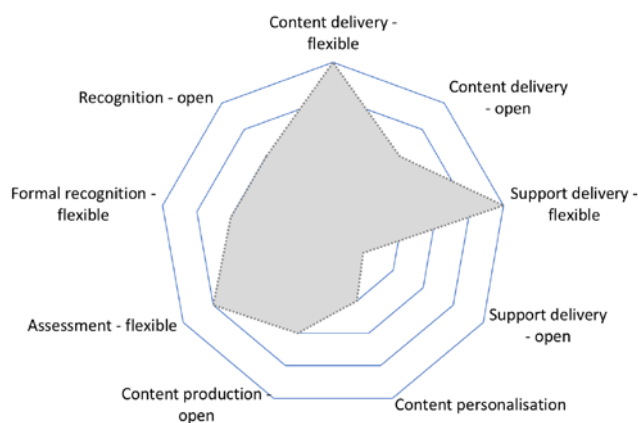 Content delivery -
flexible
Content delivery
- open
Support delivery -
flexible
Support delivery
- open
Content personalisation
Content production -
open
Assessment - flexible
Formal recognition -
flexible
Recognition - open